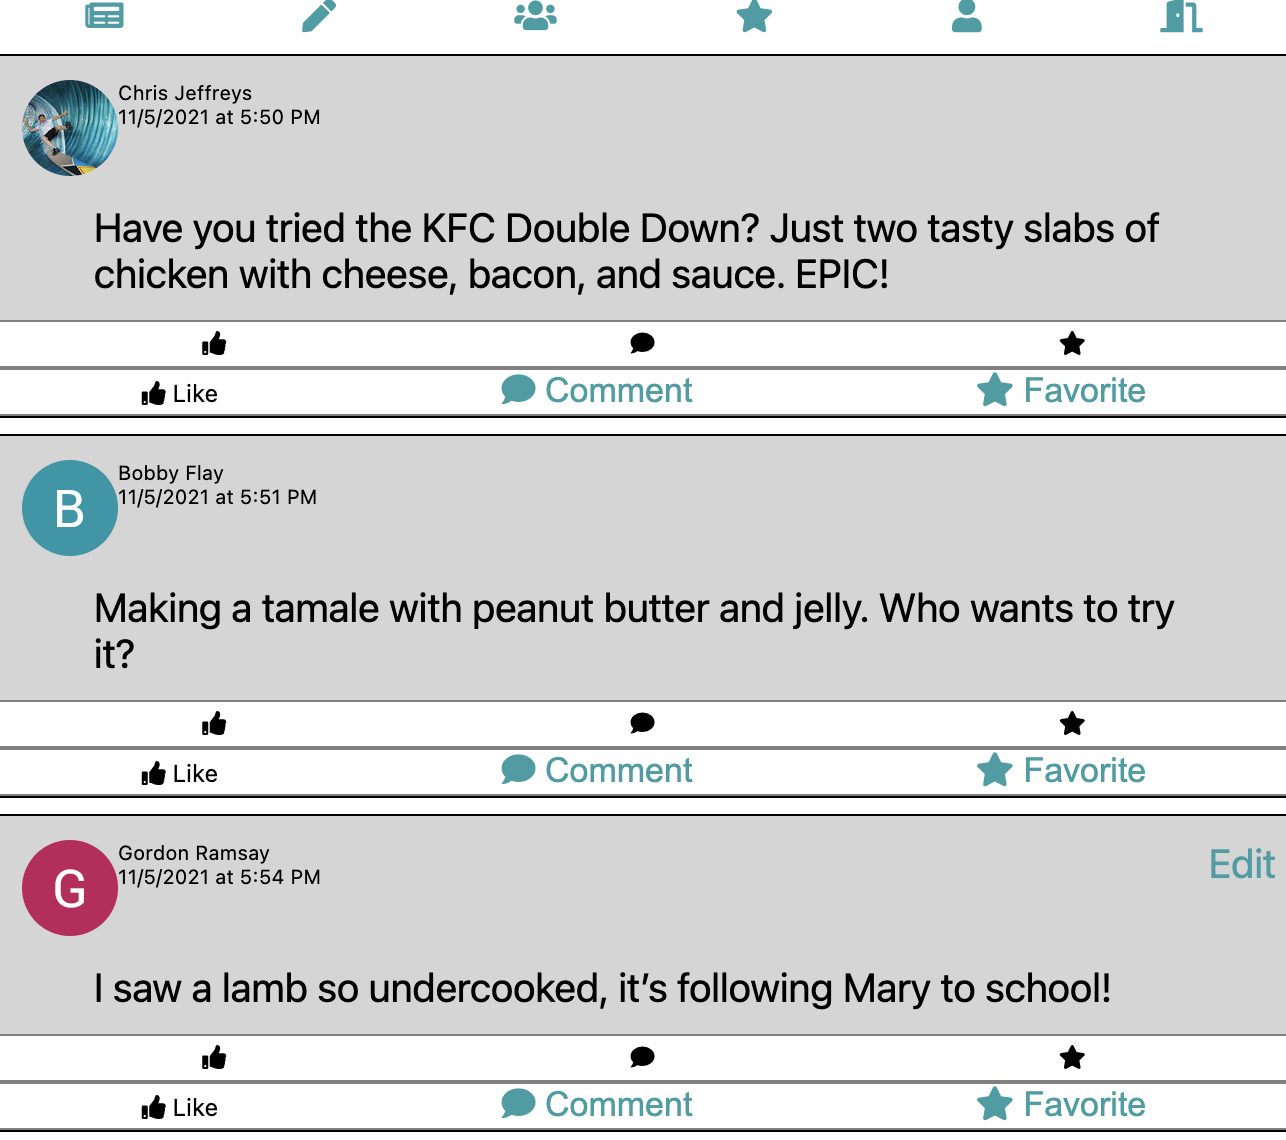 Chris Jeffreys
11/5/2021 at 5:50 PM
Have you tried the KFC Double Down? Just two tasty slabs of
chicken with cheese, bacon, and sauce. EPIC!
Like Comment Favorite
B
Bobby Flay
11/5/2021 at 5:51 PM
Making a tamale with peanut butter and jelly. Who wants to try
it?
Like Comment Favorite
G
Gordon Ramsay
11/5/2021 at 5:54 PM
Edit
I saw a lamb so undercooked, it’s following Mary to school!
Like Comment Favorite